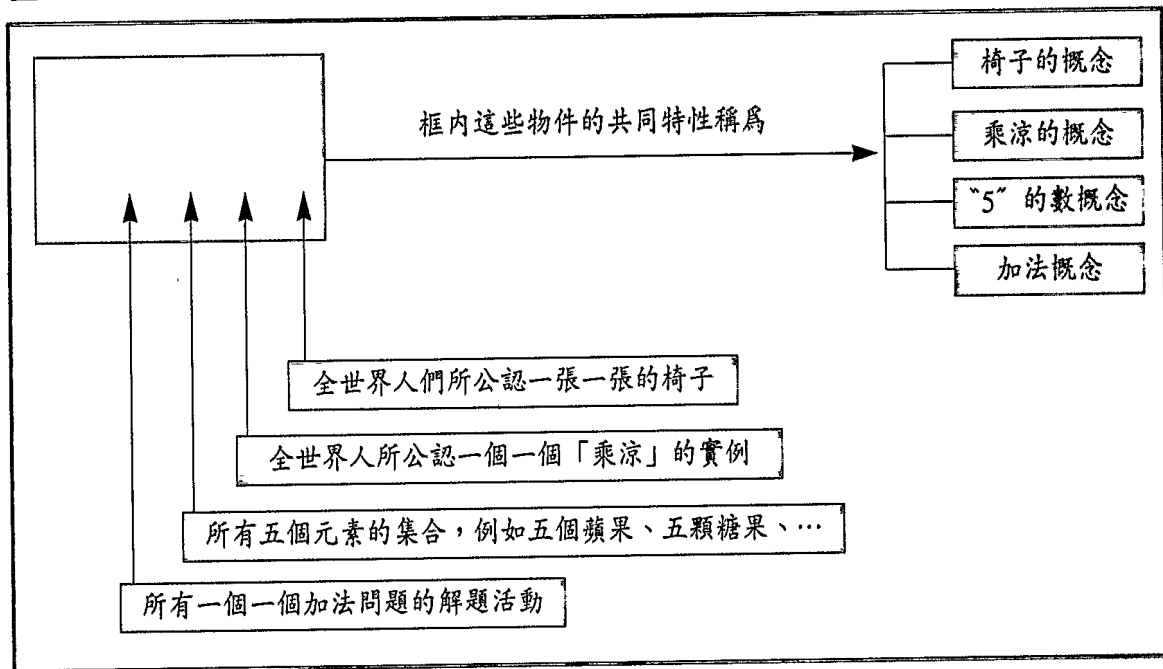 框内這些物件的共同特性稱爲
椅子的概念
乘涼的概念
〝5〞的數概念
加法概念
全世界人們所公認一張一張的椅子
全世界人所公認一個一個「乘涼」的實例
所有五個元素的集合，例如五個蘋果、五顆糖果、…
所有一個一個加法問題的解題活動